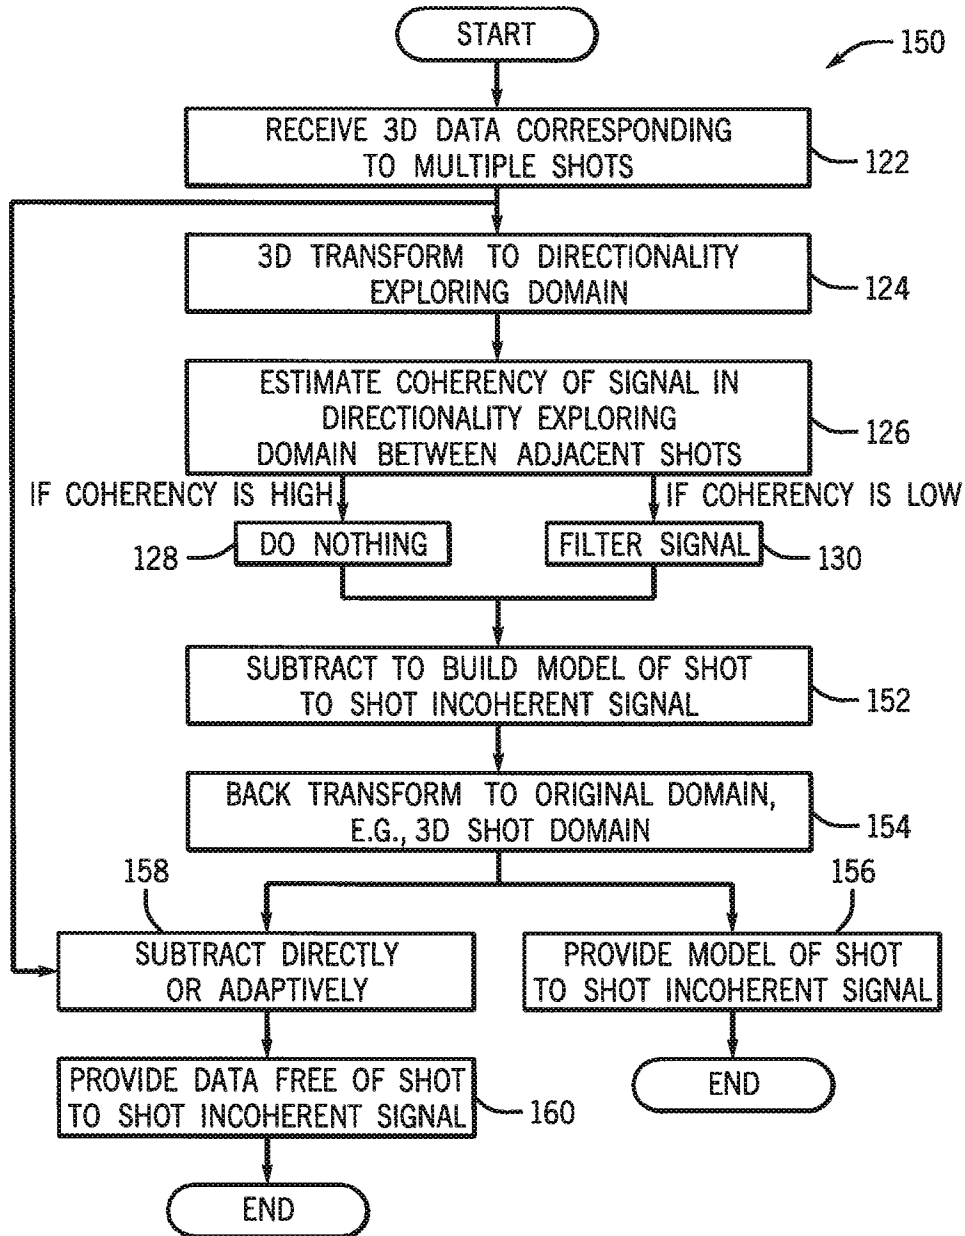 START
150
RECEIVE 3D DATA CORRESPONDING
TO MULTIPLE SHOTS
122
3D TRANSFORM TO DIRECTIONALITY
EXPLORING DOMAIN
124
ESTIMATE COHERENCY OF SIGNAL IN
DIRECTIONALITY EXPLORING
DOMAIN BETWEEN ADJACENT SHOTS
126
IF COHERENCY IS HIGH
IF COHERENCY IS LOW
128
DO NOTHING
FILTER SIGNAL
130
SUBTRACT TO BUILD MODEL OF SHOT
TO SHOT INCOHERENT SIGNAL
152
BACK TRANSFORM TO ORIGINAL DOMAIN,
E.G., 3D SHOT DOMAIN
154
158
156
SUBTRACT DIRECTLY
OR ADAPTIVELY
PROVIDE MODEL OF SHOT
TO SHOT INCOHERENT SIGNAL
PROVIDE DATA FREE OF SHOT
TO SHOT INCOHERENT SIGNAL
160
END
END